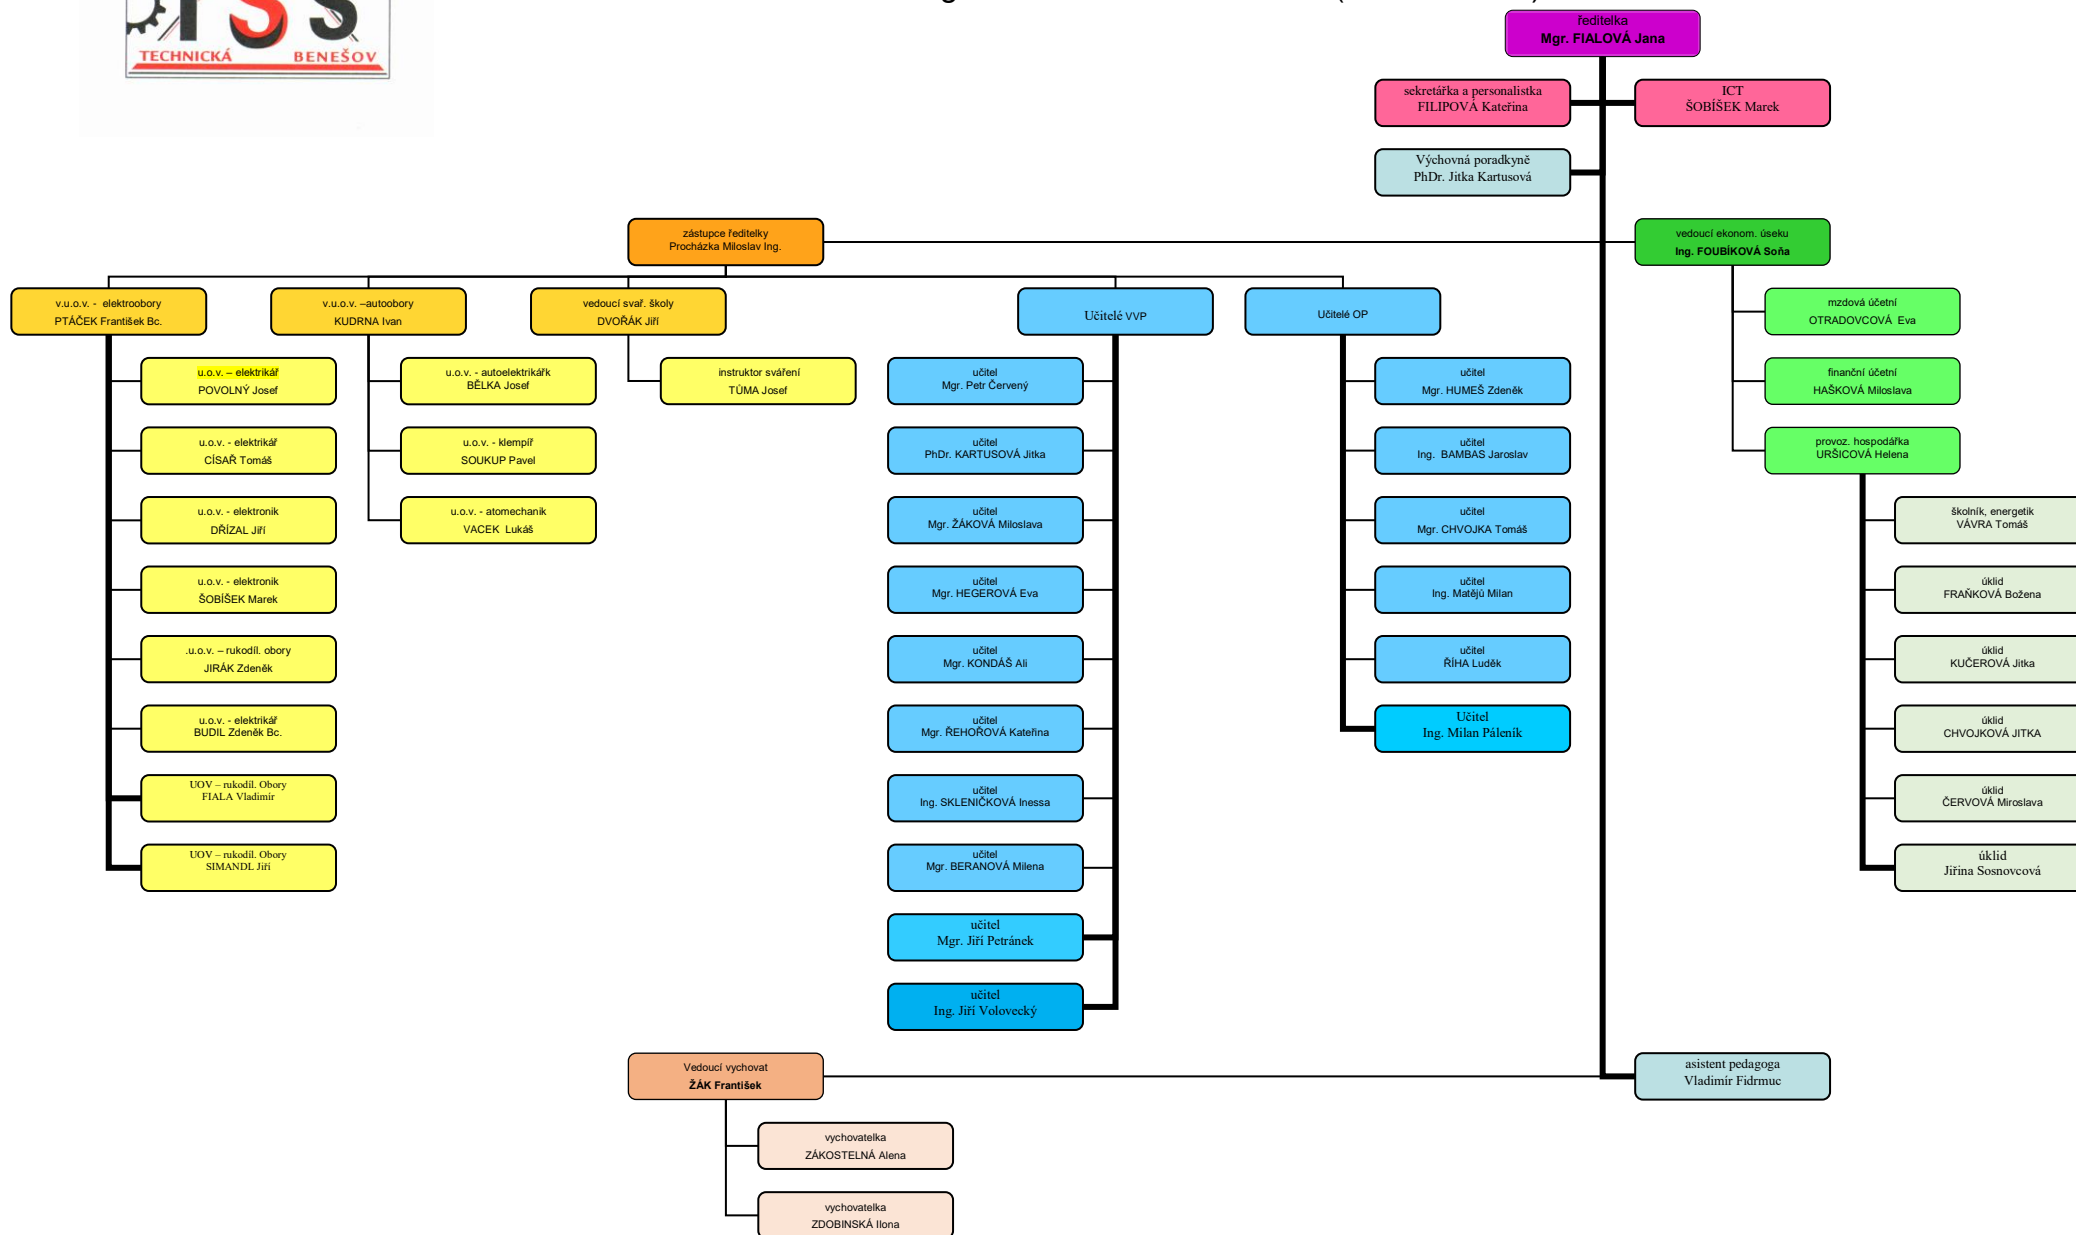 TECHNICKÁ BENEŠOV
ředitelka
Mgr. FIALOVÁ Jana
sekretářka a personalistka
FILIPOVÁ Kateřina
ICT
ŠOBÍŠEK Marek
Výchovná poradkyně
PhDr. Jitka Kartusová
zástupce ředitelky
Procházka Miloslav Ing.
vedoucí ekonom. úseku
Ing. FOUBÍKOVÁ Soňa
v.u.o.v. - elektroobory
PTÁČEK František Bc.
v.u.o.v. –autoobory
KUDRNA Ivan
vedoucí svař. školy
DVOŘÁK Jiří
Učitelé VVP
Učitelé OP
mzdová účetní
OTRADOVCOVÁ Eva
finanční účetní
HAŠKOVÁ Miloslava
provoz. hospodářka
URŠICOVÁ Helena
u.o.v. – elektrikář
POVOLNÝ Josef
u.o.v. - elektrikář
CÍSAŘ Tomáš
u.o.v. - elektronik
DŘÍZAL Jiří
u.o.v. - elektronik
ŠOBÍŠEK Marek
.u.o.v. – rukodíl. obory
JIRÁK Zdeněk
u.o.v. - elektrikář
BUDIL Zdeněk Bc.
UOV – rukodíl. Obory
FIALA Vladimír
UOV – rukodíl. Obory
SIMANDL Jiří
u.o.v. - autoelektrikářk
BĚLKA Josef
u.o.v. - klempíř
SOUKUP Pavel
u.o.v. - atomechanik
VACEK Lukáš
instruktor sváření
TŮMA Josef
učitel
Mgr. Petr Červený
učitel
PhDr. KARTUSOVÁ Jitka
učitel
Mgr. ŽÁKOVÁ Miloslava
učitel
Mgr. HEGEROVÁ Eva
učitel
Mgr. KONDÁŠ Ali
učitel
Mgr. ŘEHOŘOVÁ Kateřina
učitel
Ing. SKLENIČKOVÁ Inessa
učitel
Mgr. BERANOVÁ Milena
učitel
Mgr. Jiří Petránek
učitel
Ing. Jiří Volovecký
učitel
Mgr. HUMEŠ Zdeněk
učitel
Ing. BAMBAS Jaroslav
učitel
Mgr. CHVOJKA Tomáš
učitel
Ing. Matějů Milan
učitel
ŘÍHA Luděk
Učitel
Ing. Milan Páleník
školník, energetik
VÁVRA Tomáš
úklid
FRAŇKOVÁ Božena
úklid
KUČEROVÁ Jitka
úklid
CHVOJKOVÁ JITKA
úklid
ČERVOVÁ Miroslava
úklid
Jiřina Sosnovcová
Vedoucí vychovat
ŽÁK František
asistent pedagoga
Vladimír Fidrmuc
vychovatelka
ZÁKOSTELNÁ Alena
vychovatelka
ZDOBINSKÁ Ilona